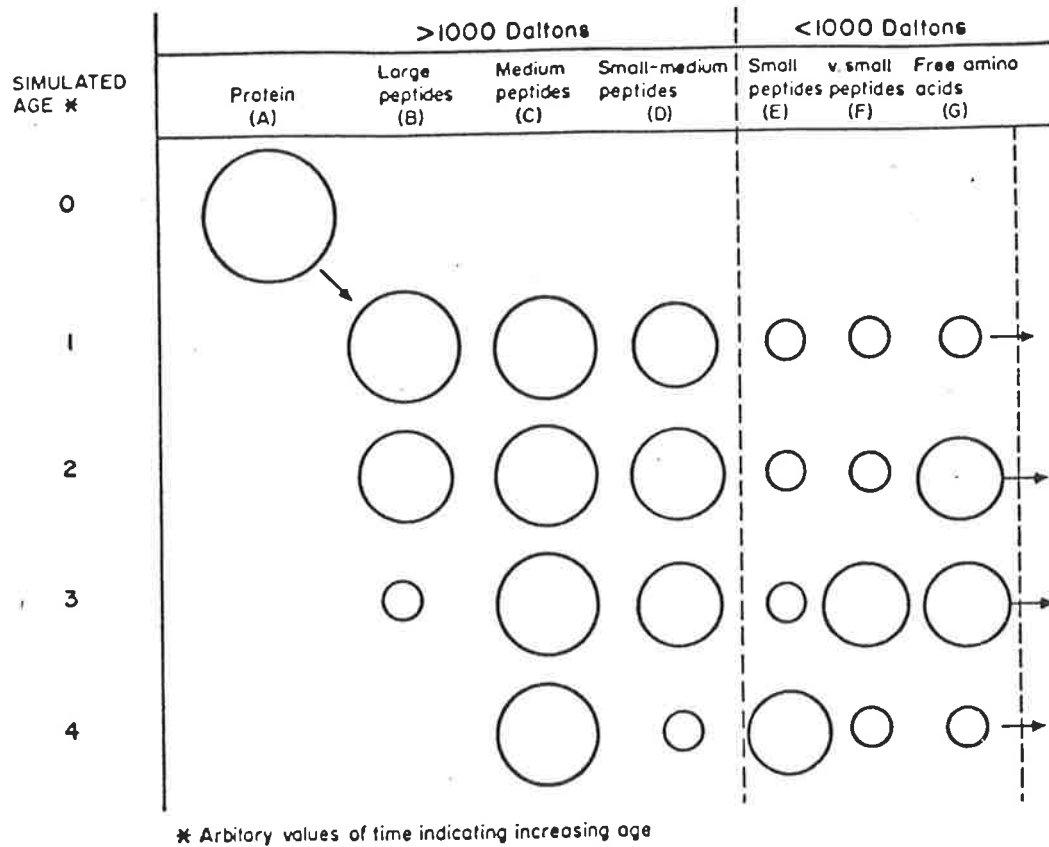 >1000 Daltons <1000 Daltons
SIMULATED AGE *
Protein (A)
Large peptides (B)
Medium peptides (C)
Small-medium peptides (D)
Small peptides (E)
v. small peptides (F)
Free amino acids (G)
0
1
2
3
4
* Arbitory values of time indicating increasing age